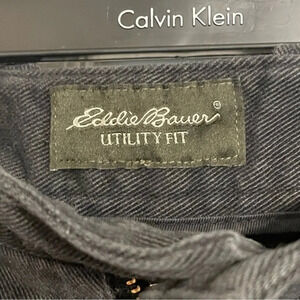 Calvin Klein
Eddie Bauer®
UTILITY FIT